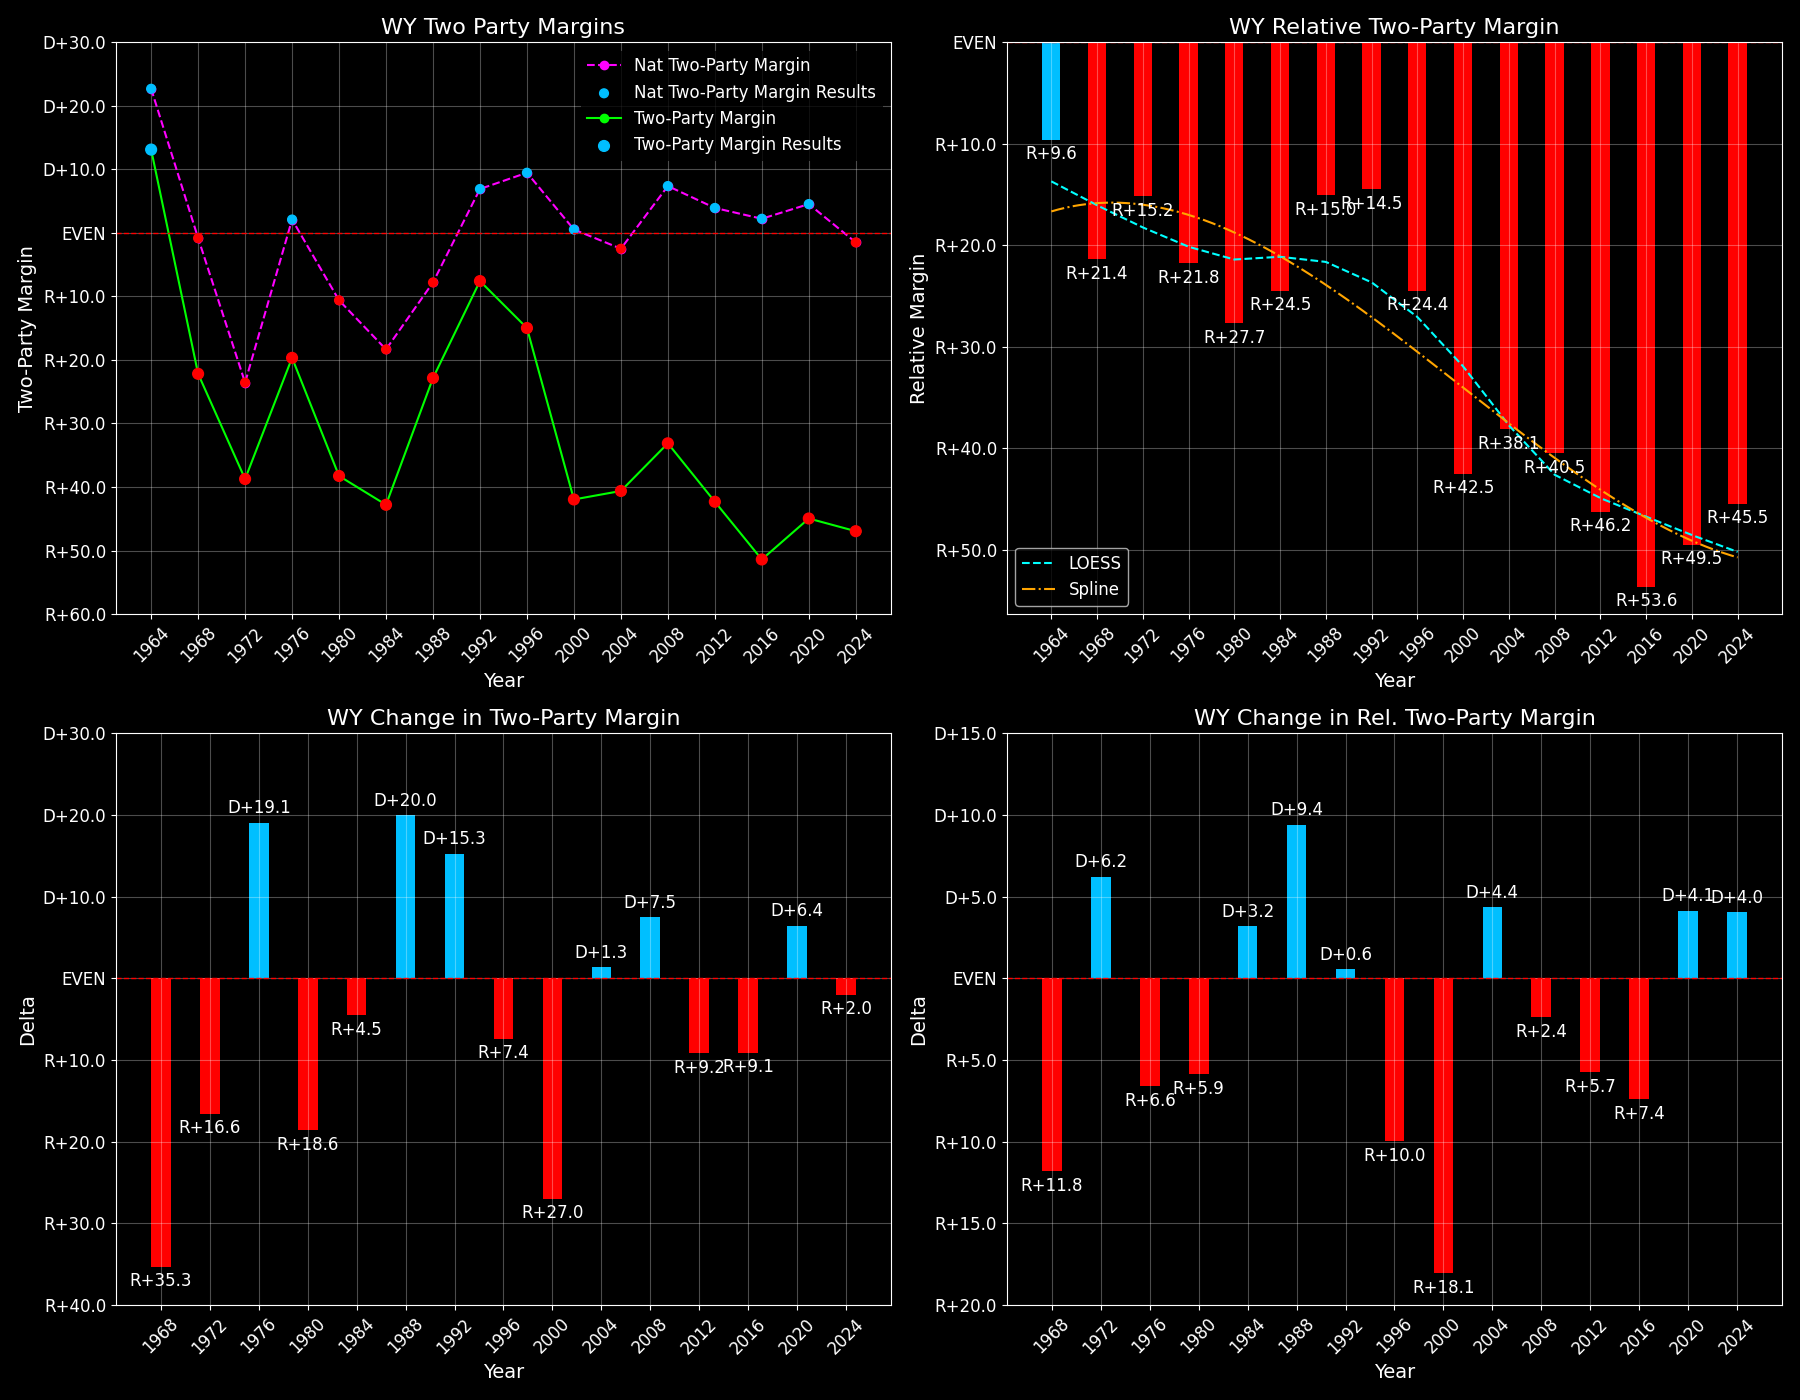 WY Two Party Margins
D+30.0
D+20.0
D+10.0
EVEN
R+10.0
R+20.0
R+30.0
R+40.0
R+50.0
R+60.0
Two-Party Margin
Nat Two-Party Margin
Nat Two-Party Margin Results
Two-Party Margin
Two-Party Margin Results
1964 1968 1972 1976 1980 1984 1988 1992 1996 2000 2004 2008 2012 2016 2020 2024
Year
WY Relative Two-Party Margin
EVEN
R+10.0
R+20.0
R+30.0
R+40.0
R+50.0
Relative Margin
R+9.6
R+21.4
R+15.2
R+21.8
R+27.7
R+24.5
R+15.0
R+14.5
R+24.4
R+42.5
R+38.1
R+40.5
R+46.2
R+53.6
R+49.5
R+45.5
LOESS
Spline
1964 1968 1972 1976 1980 1984 1988 1992 1996 2000 2004 2008 2012 2016 2020 2024
Year
WY Change in Two-Party Margin
D+30.0
D+20.0
D+10.0
EVEN
R+10.0
R+20.0
R+30.0
R+40.0
Delta
R+35.3
R+16.6
D+19.1
R+18.6
R+4.5
D+20.0
D+15.3
R+7.4
R+27.0
D+1.3
D+7.5
R+9.2
R+9.1
D+6.4
R+2.0
1968 1972 1976 1980 1984 1988 1992 1996 2000 2004 2008 2012 2016 2020 2024
Year
WY Change in Rel. Two-Party Margin
D+15.0
D+10.0
D+5.0
EVEN
R+5.0
R+10.0
R+15.0
R+20.0
Delta
R+11.8
D+6.2
R+6.6
R+5.9
D+3.2
D+9.4
D+0.6
R+10.0
R+18.1
D+4.4
R+2.4
R+5.7
R+7.4
D+4.1
D+4.0
1968 1972 1976 1980 1984 1988 1992 1996 2000 2004 2008 2012 2016 2020 2024
Year